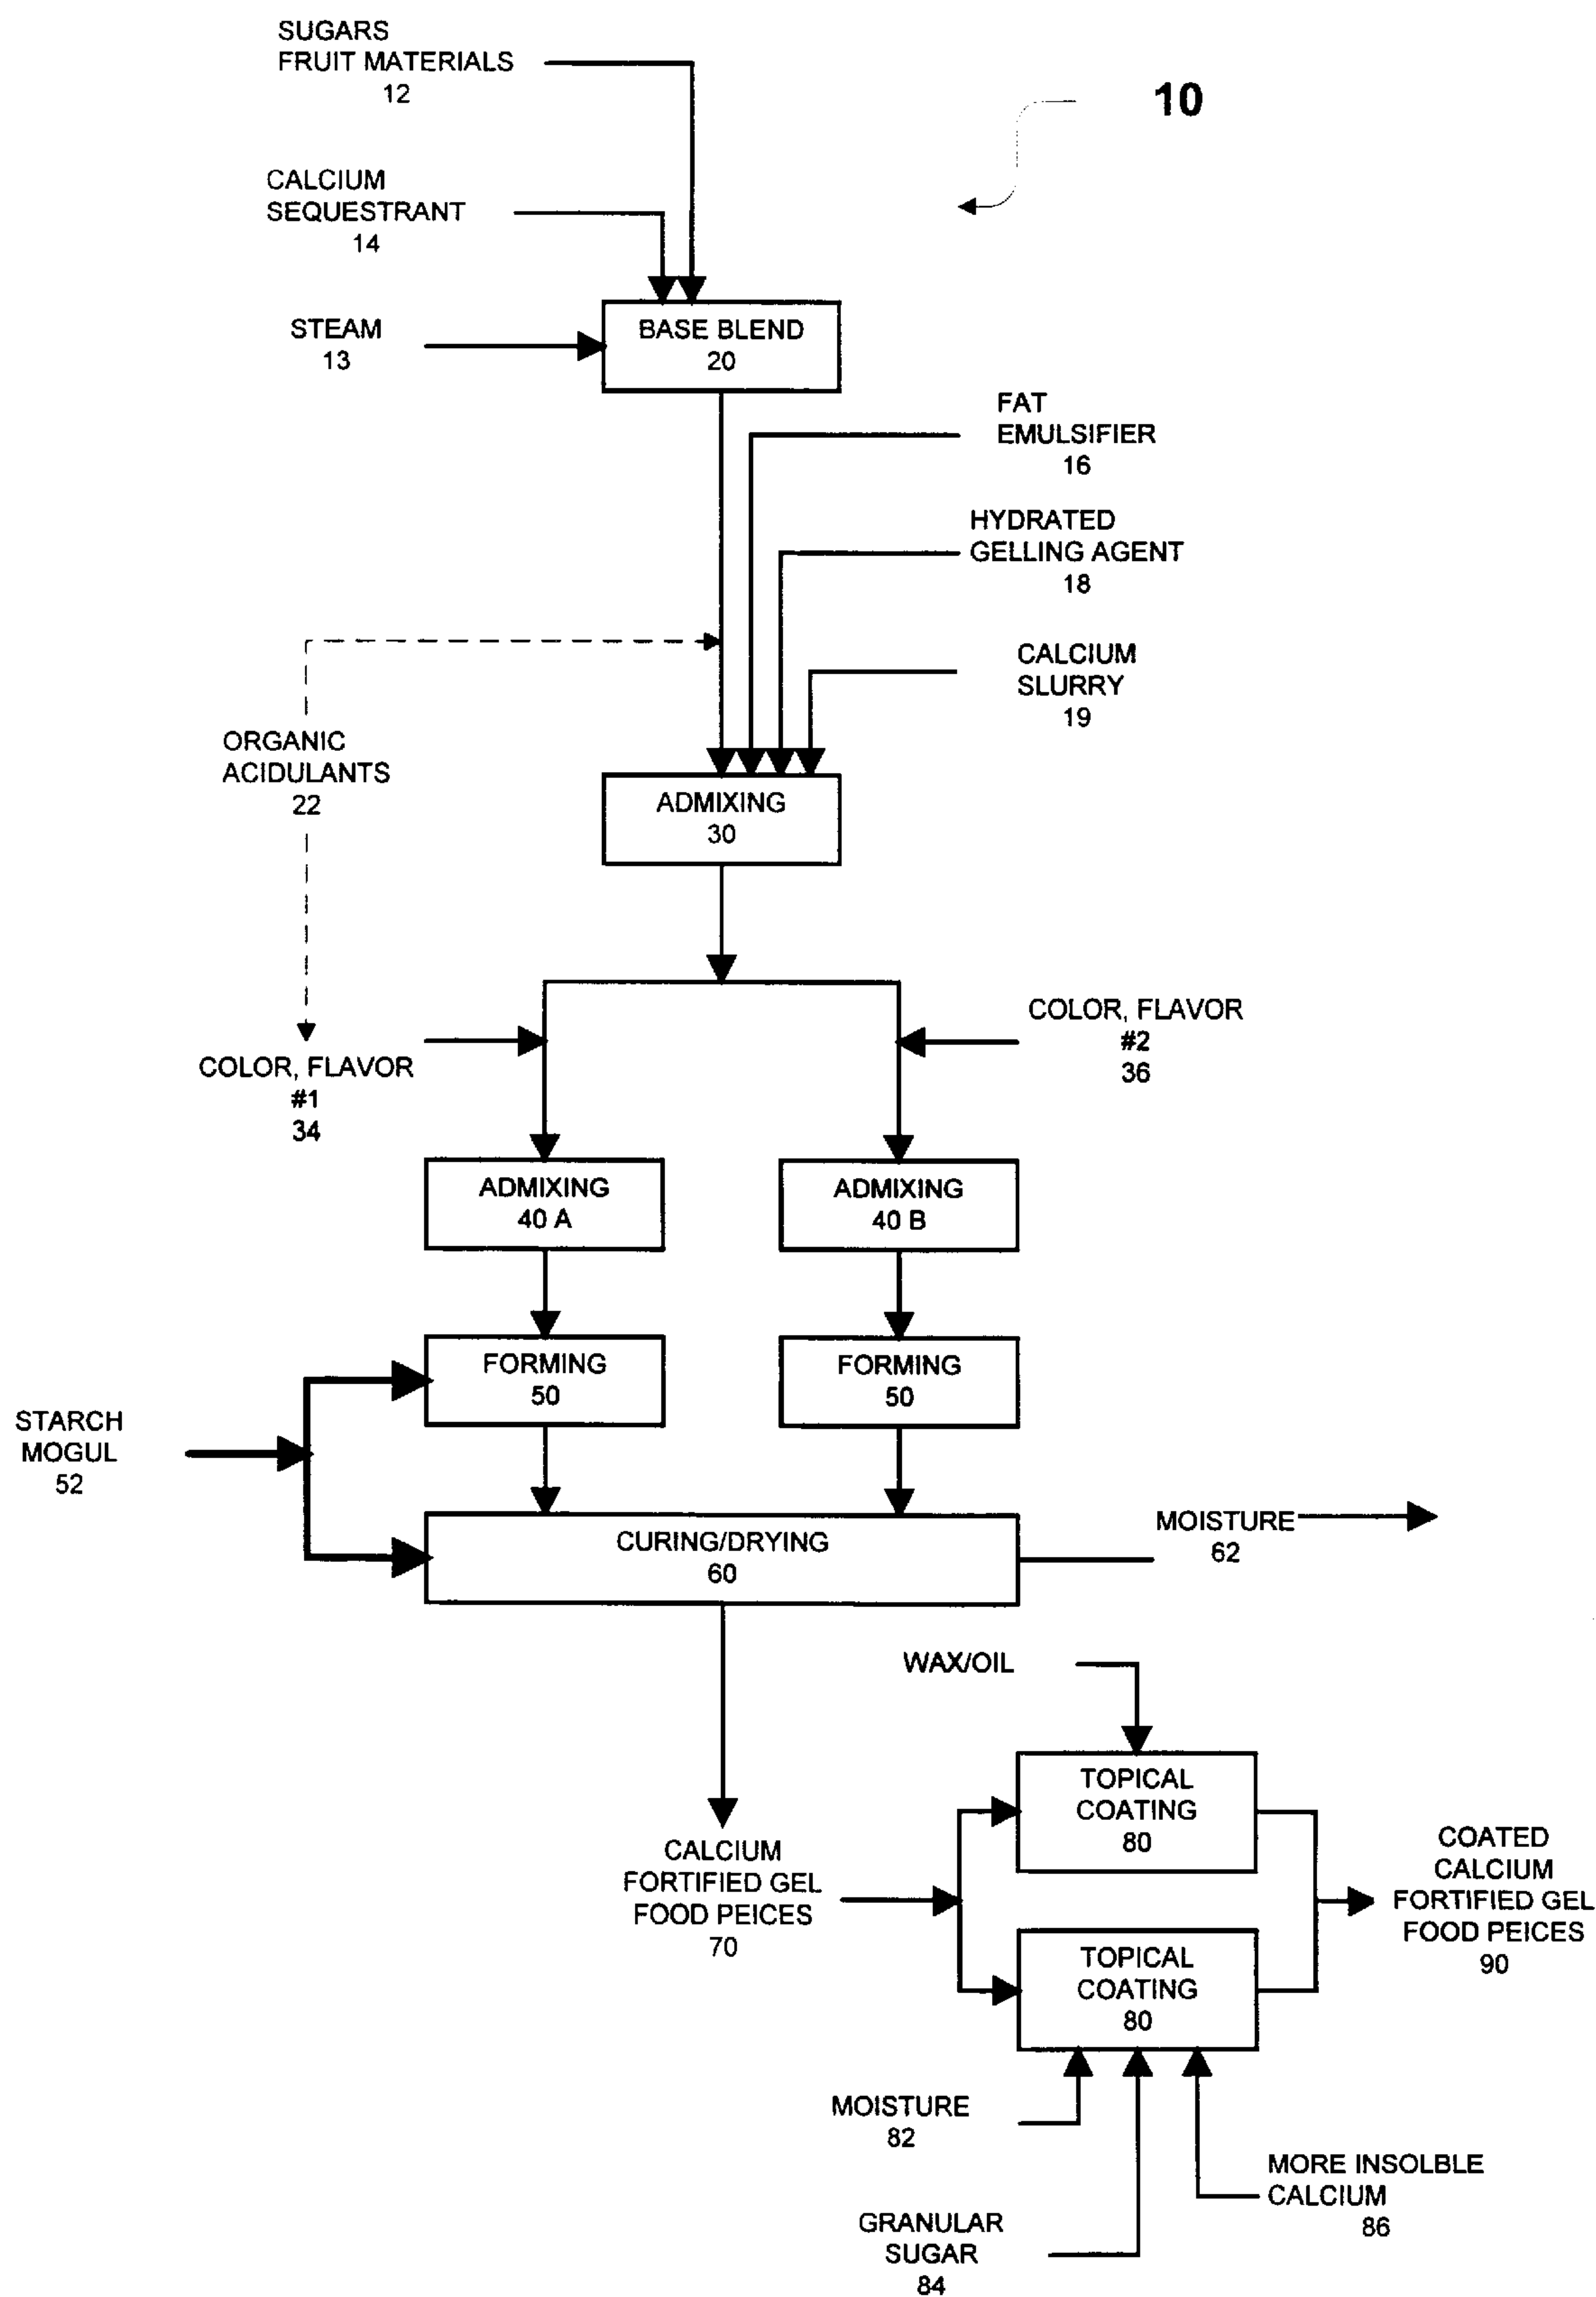 SUGARS
FRUIT MATERIALS
12
10
CALCIUM
SEQUESTRANT
14
STEAM
13
BASE BLEND
20
FAT
EMULSIFIER
16
HYDRATED
GELLING AGENT
18
CALCIUM
SLURRY
19
ORGANIC
ACIDULANTS
22
ADMIXING
30
COLOR, FLAVOR
#1
34
COLOR, FLAVOR
#2
36
ADMIXING
40 A
ADMIXING
40 B
FORMING
50
FORMING
50
STARCH
MOGUL
52
CURING/DRYING
60
MOISTURE
62
WAX/OIL
TOPICAL
COATING
80
CALCIUM
FORTIFIED GEL
FOOD PEICES
70
COATED
CALCIUM
FORTIFIED GEL
FOOD PEICES
90
TOPICAL
COATING
80
MOISTURE
82
MORE INSOLBLE
CALCIUM
86
GRANULAR
SUGAR
84